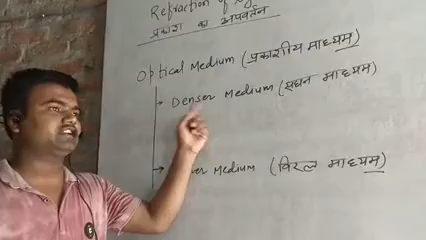 Refraction of
प्रकाश का अपवर्तन
Optical Medium (प्रकाशीय माध्यम)
Denser Medium (सघन माध्यम)
Medium (विरल माध्यम)